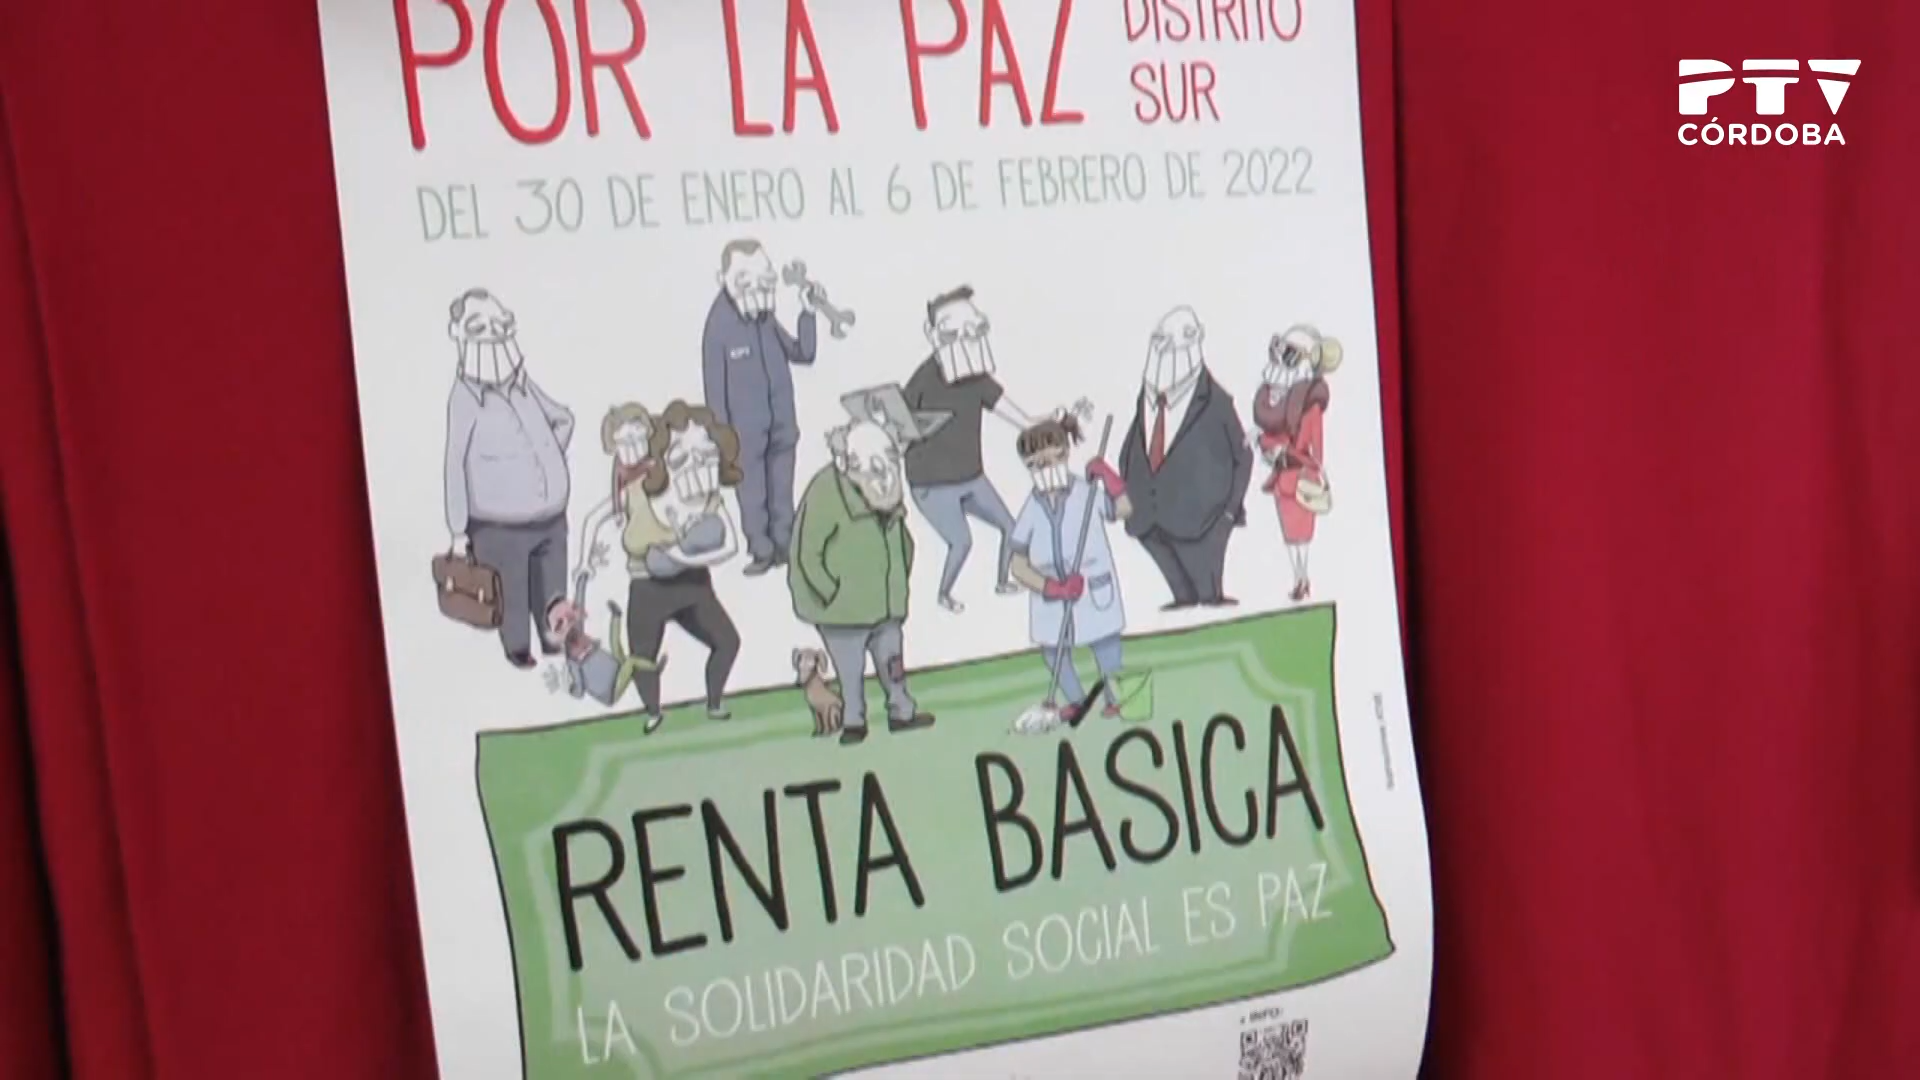 POR LA PAZ
DISTRITO
SUR
DEL 30 DE ENERO AL 6 DE FEBRERO DE 2022
RENTA BÁSICA
LA SOLIDARIDAD SOCIAL ES PAZ
+ INFO:
PTV
CÓRDOBA